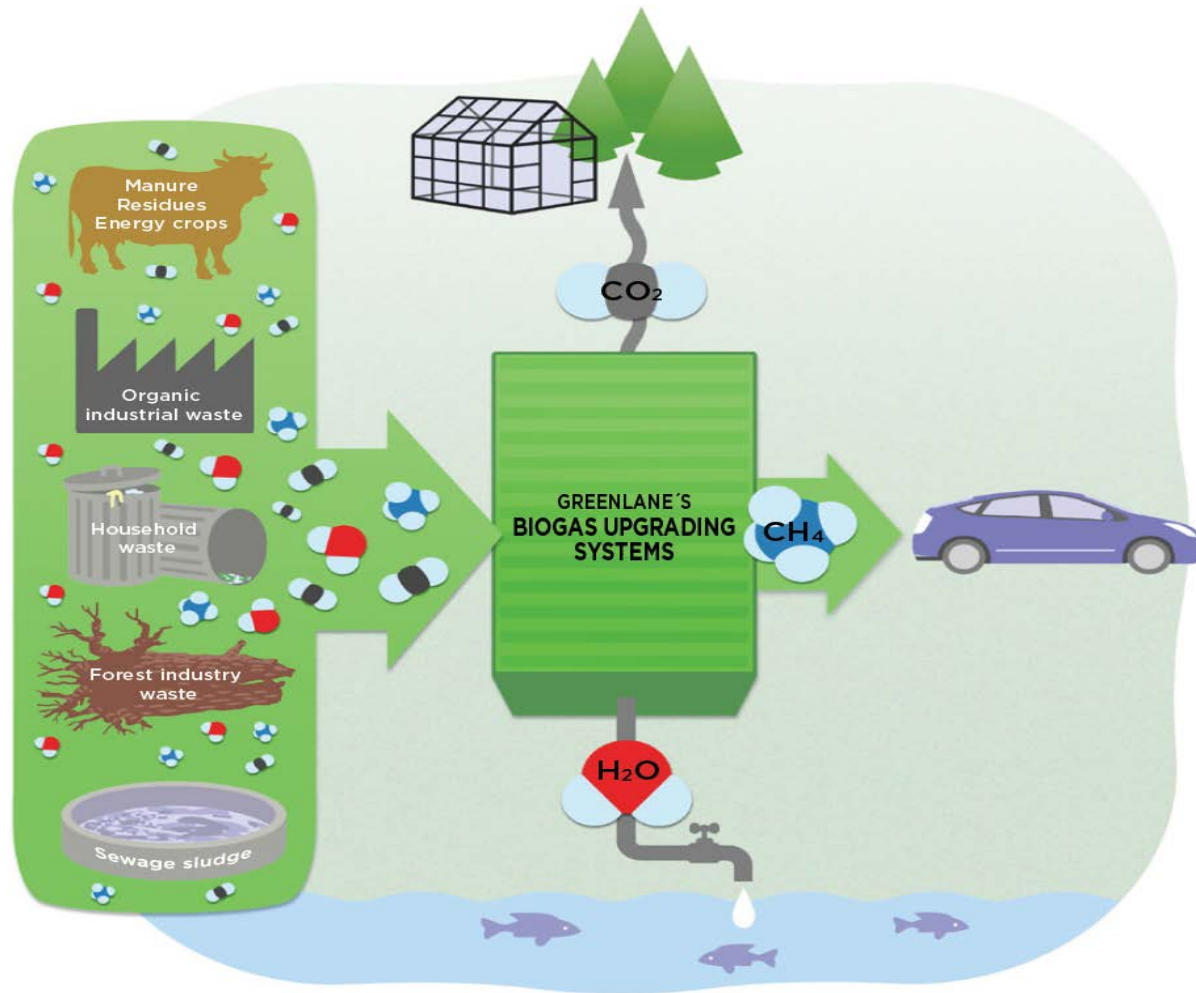 Manure
Residues
Energy crops
Organic
industrial waste
Household
waste
Forest industry
waste
Sewage sludge
CO₂
GREENLANE´S
BIOGAS UPGRADING
SYSTEMS
CH₄
H₂O